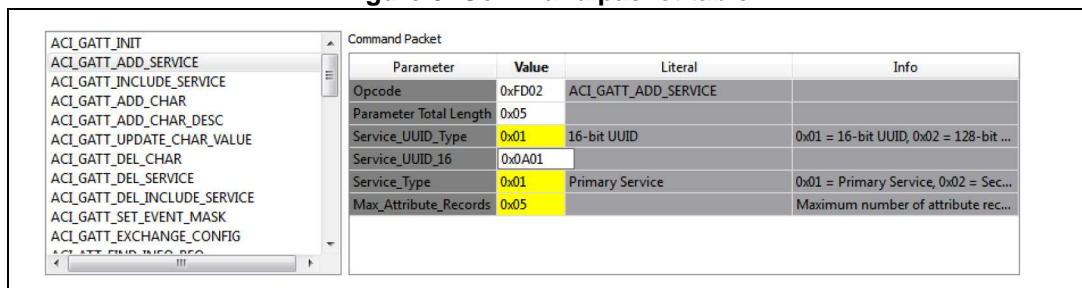 ACI_GATT_INIT
ACI_GATT_ADD_SERVICE
ACI_GATT_INCLUDE_SERVICE
ACI_GATT_ADD_CHAR
ACI_GATT_ADD_CHAR_DESC
ACI_GATT_UPDATE_CHAR_VALUE
ACI_GATT_DEL_CHAR
ACI_GATT_DEL_SERVICE
ACI_GATT_DEL_INCLUDE_SERVICE
ACI_GATT_SET_EVENT_MASK
ACI_GATT_EXCHANGE_CONFIG
Command Packet
Parameter Value Literal Info
Opcode 0xFD02 ACI_GATT_ADD_SERVICE
Parameter Total Length 0x05
Service_UUID_Type 0x01 16-bit UUID 0x01 = 16-bit UUID, 0x02 = 128-bit ...
Service_UUID_16 0x0A01
Service_Type 0x01 Primary Service 0x01 = Primary Service, 0x02 = Sec...
Max_Attribute_Records 0x05 Maximum number of attribute rec...